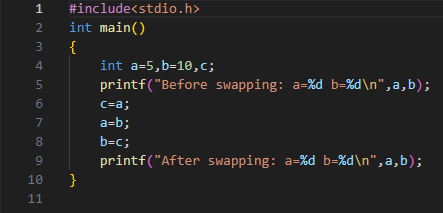 1 #include<stdio.h>
2 int main()
3 {
4     int a=5,b=10,c;
5     printf("Before swapping: a=%d b=%d\n",a,b);
6     c=a;
7     a=b;
8     b=c;
9     printf("After swapping: a=%d b=%d\n",a,b);
10 }
11